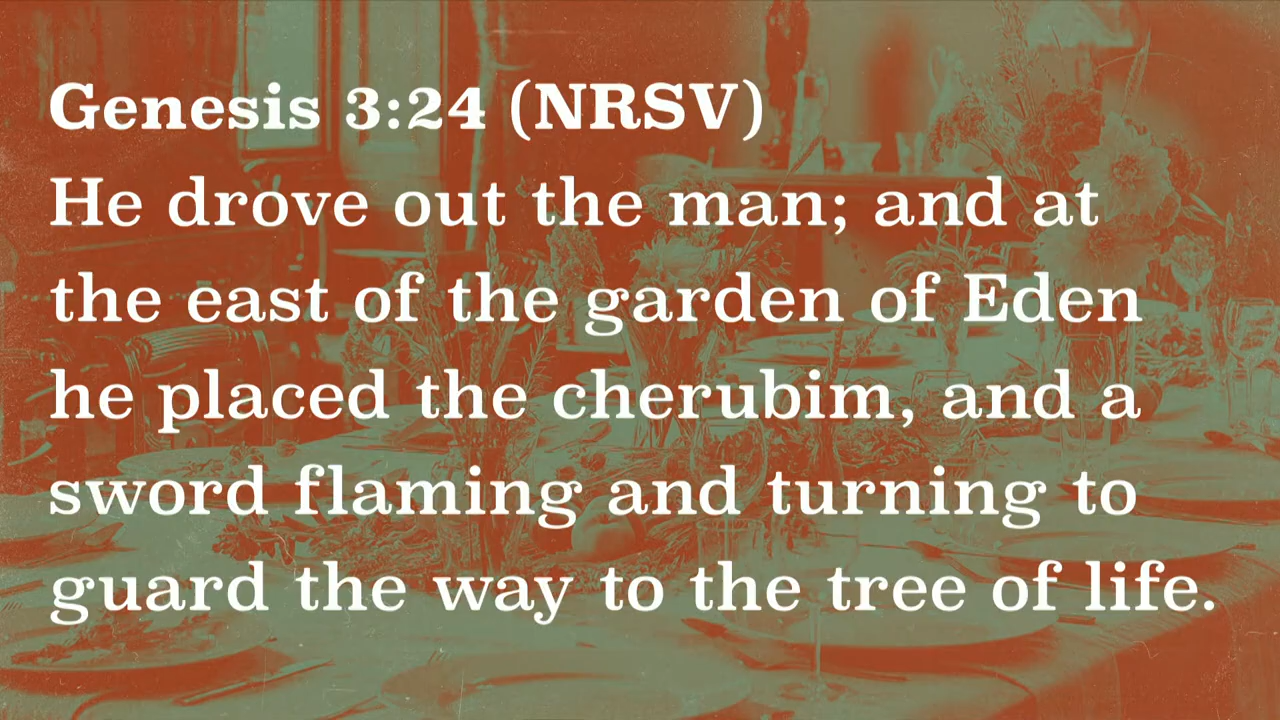 Genesis 3:24 (NRSV)
He drove out the man; and at
the east of the garden of Eden
he placed the cherubim, and a
sword flaming and turning to
guard the way to the tree of life.